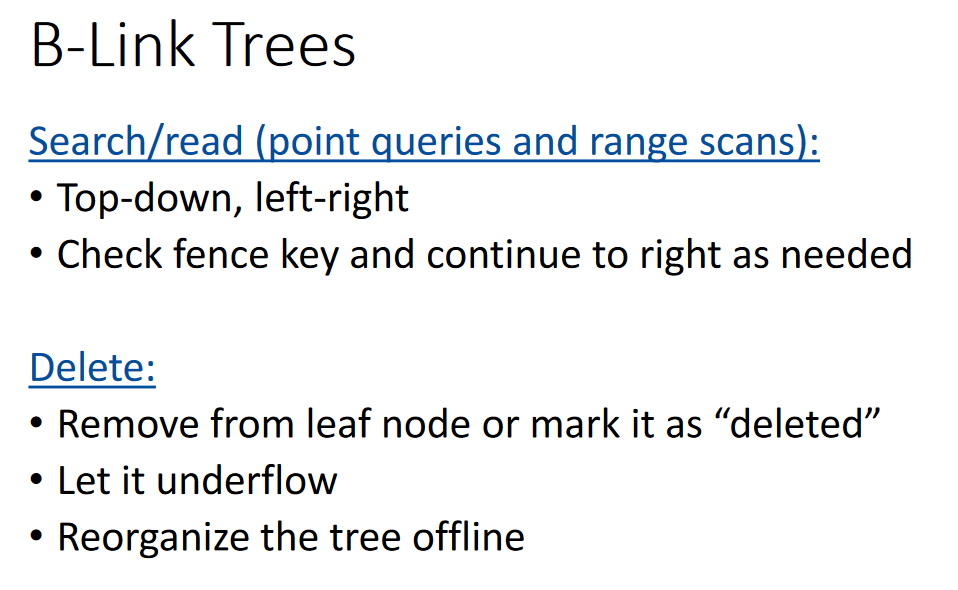 B-Link Trees
Search/read (point queries and range scans):
• Top-down, left-right
• Check fence key and continue to right as needed
Delete:
• Remove from leaf node or mark it as “deleted”
• Let it underflow
• Reorganize the tree offline